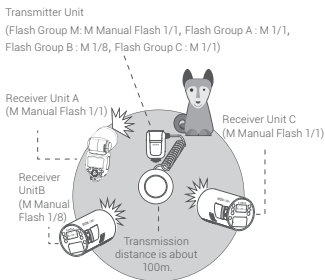 Transmitter Unit
(Flash Group M: M Manual Flash 1/1, Flash Group A : M 1/1,
Flash Group B : M 1/8, Flash Group C : M 1/1)
Receiver Unit A
(M Manual Flash 1/1)
Receiver Unit C
(M Manual Flash 1/1)
Receiver
UnitB
(M Manual
Flash 1/8)
Transmission
distance is about
100m.